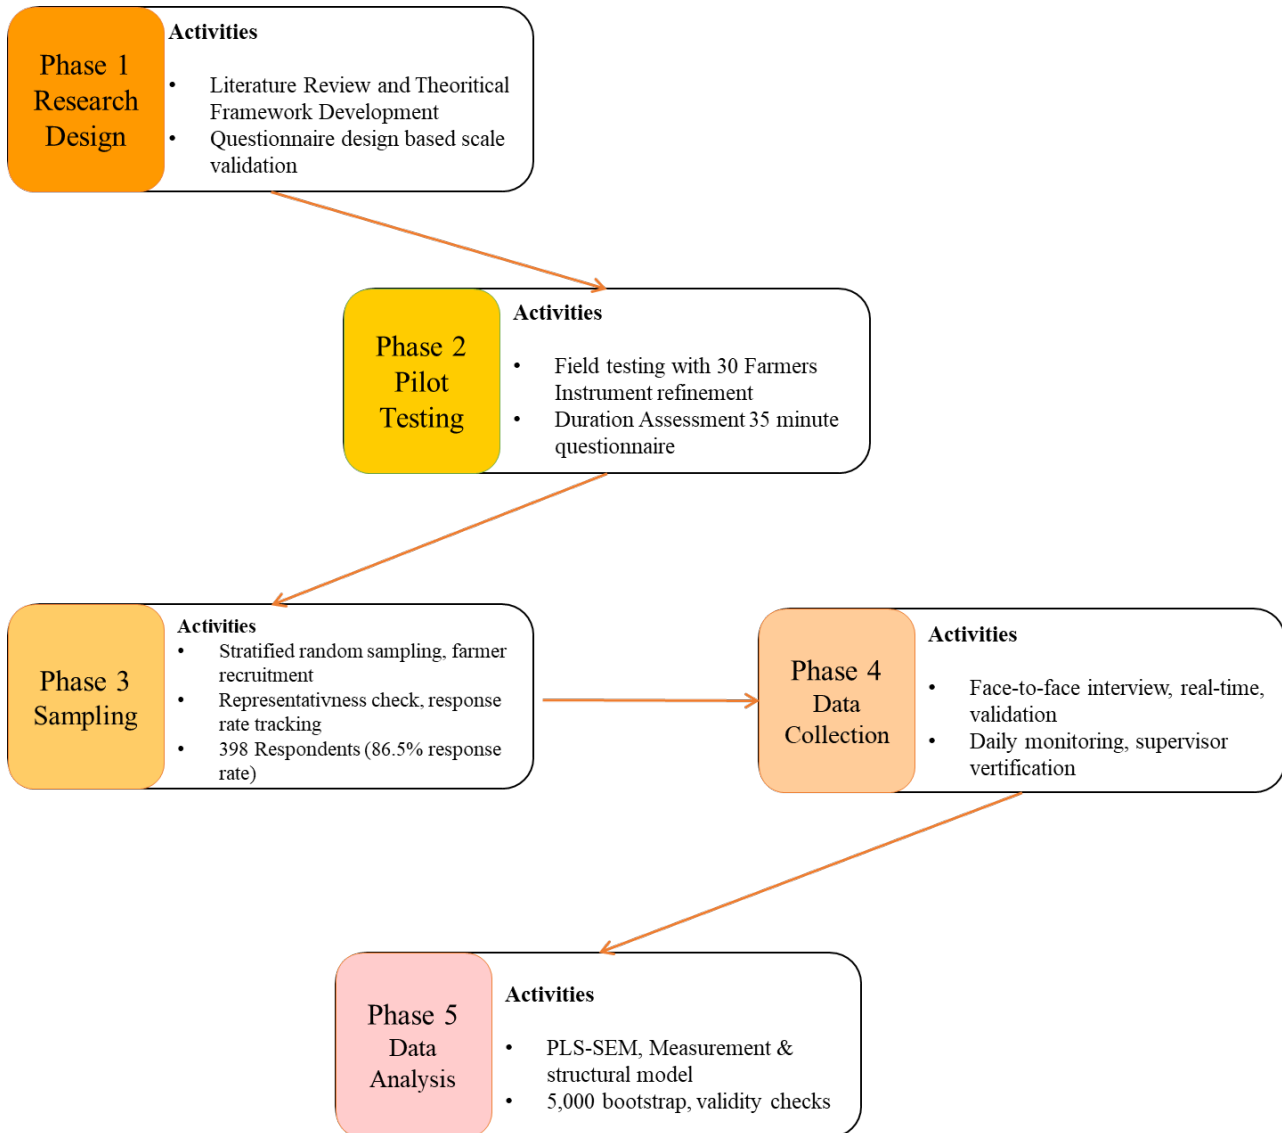 Phase 1
Research
Design
Activities
• Literature Review and Theoritical
Framework Development
• Questionnaire design based scale
validation
Phase 2
Pilot
Testing
Activities
• Field testing with 30 Farmers
Instrument refinement
• Duration Assessment 35 minute
questionnaire
Phase 3
Sampling
Activities
• Stratified random sampling, farmer
recruitment
• Representativness check, response
rate tracking
• 398 Respondents (86.5% response
rate)
Phase 4
Data
Collection
Activities
• Face-to-face interview, real-time,
validation
• Daily monitoring, supervisor
vertification
Phase 5
Data
Analysis
Activities
• PLS-SEM, Measurement &
structural model
• 5,000 bootstrap, validity checks